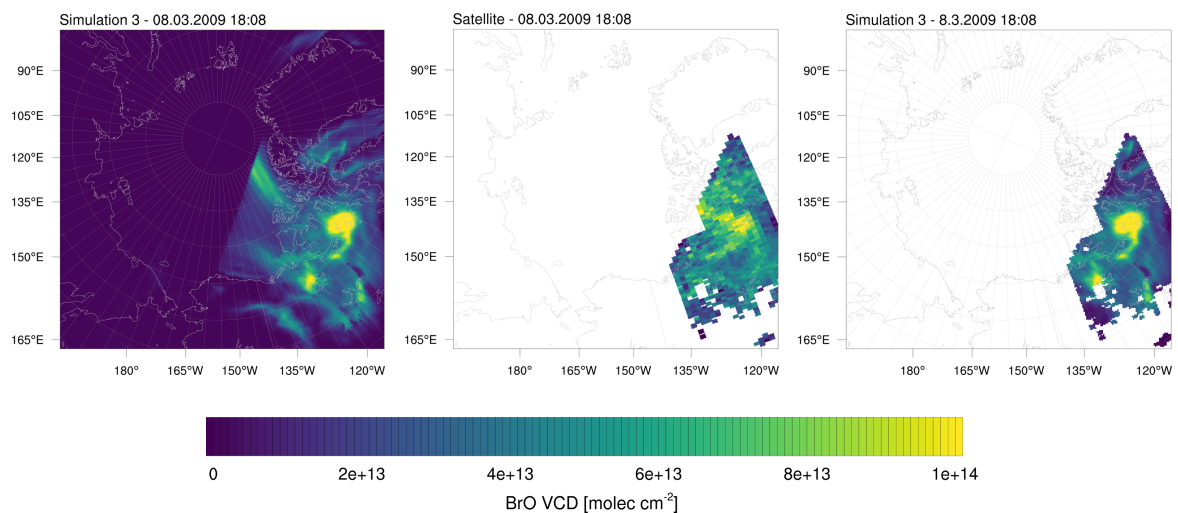 Simulation 3 - 08.03.2009 18:08
90°E
105°E
120°E
135°E
150°E
165°E
180°
165°W
150°W
135°W
120°W
Satellite - 08.03.2009 18:08
90°E
105°E
120°E
135°E
150°E
165°E
180°
165°W
150°W
135°W
120°W
Simulation 3 - 8.3.2009 18:08
90°E
105°E
120°E
135°E
150°E
165°E
180°
165°W
150°W
135°W
120°W
0 2e+13 4e+13 6e+13 8e+13 1e+14
BrO VCD [molec cm⁻²]